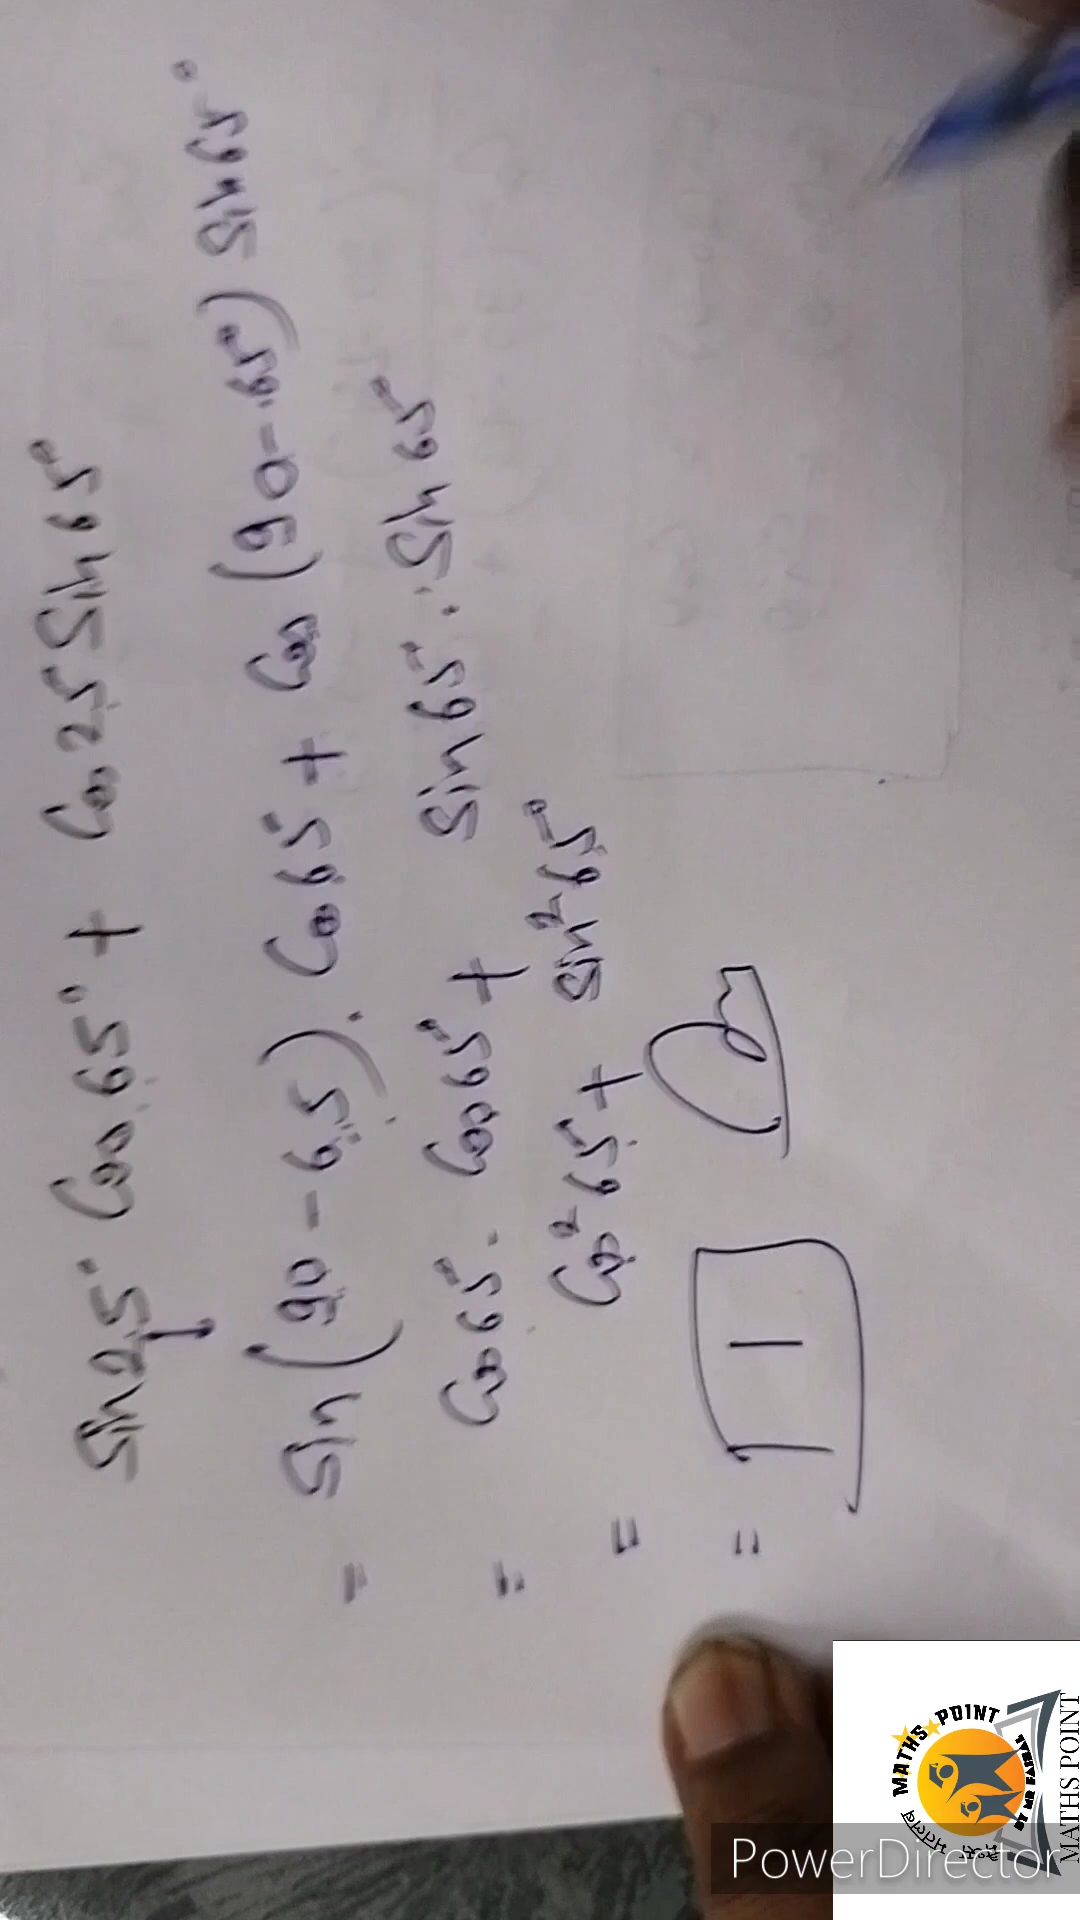 Sin25° Cos65° + Cos25 Sin65°
= Sin(90-65). Cos65° + Cos(90-65°) Sin65°
= Cos65°. Cos65° + Sin65°. Sin65°
= Cos²65° + Sin²65°
= 1
MATHS POINT
MATHS POINT
PowerDirector